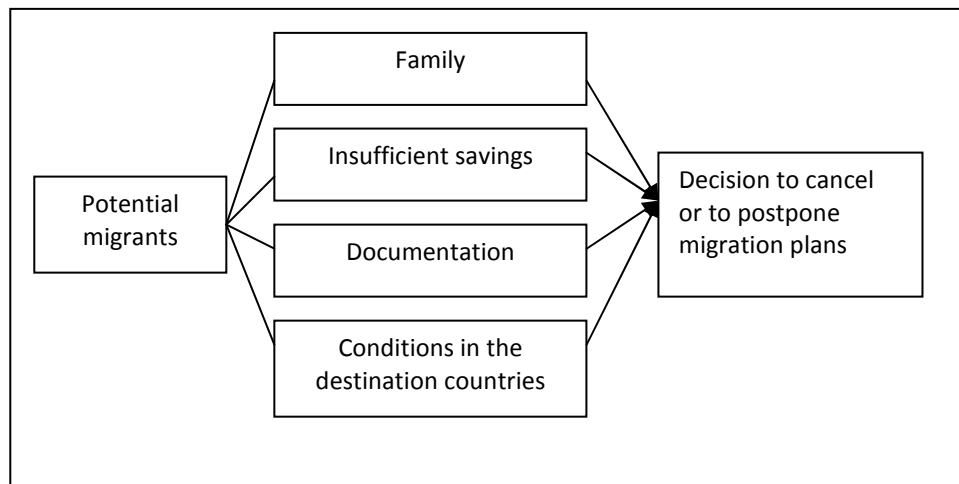 Family
Insufficient savings
Potential
migrants
Documentation
Conditions in the
destination countries
Decision to cancel
or to postpone
migration plans